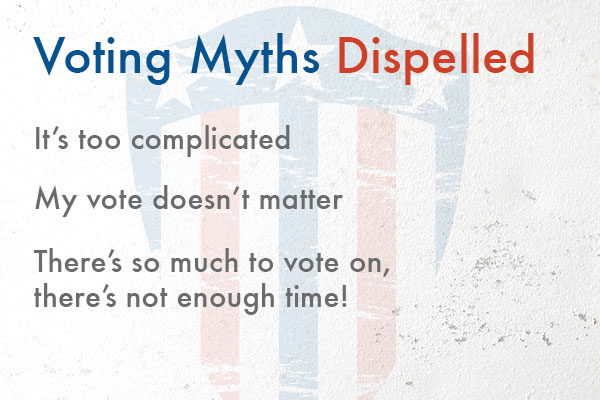 Voting Myths Dispelled
It’s too complicated
My vote doesn’t matter
There’s so much to vote on,
there’s not enough time!